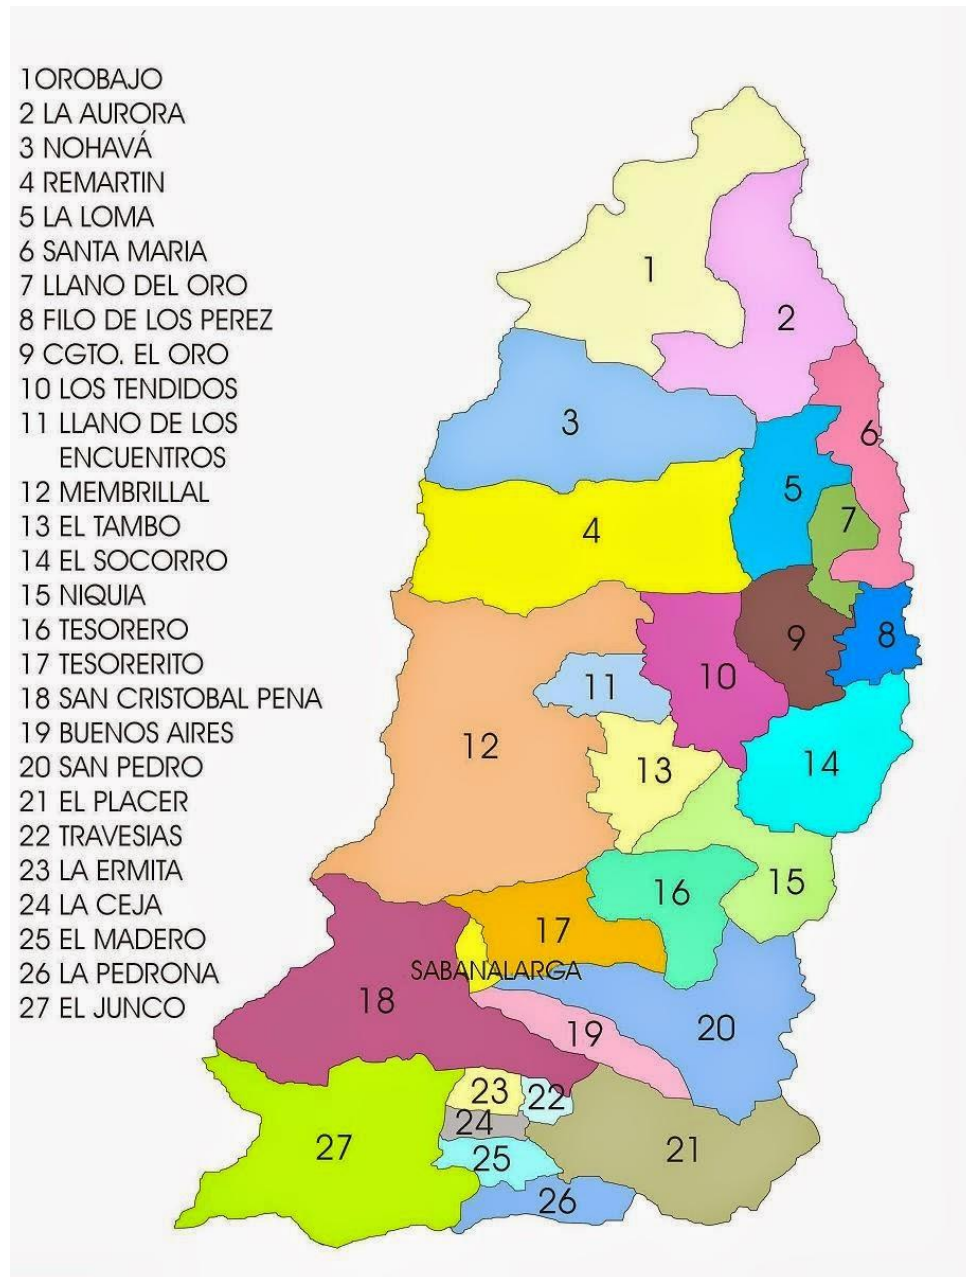 1OROBAJO
2 LA AURORA
3 NOHAVÁ
4 REMARTIN
5 LA LOMA
6 SANTA MARIA
7 LLANO DEL ORO
8 FILO DE LOS PEREZ
9 CGTO. EL ORO
10 LOS TENDIDOS
11 LLANO DE LOS
ENCUENTROS
12 MEMBRILLAL
13 EL TAMBO
14 EL SOCORRO
15 NIQUIA
16 TESORERO
17 TESORERITO
18 SAN CRISTOBAL PENA
19 BUENOS AIRES
20 SAN PEDRO
21 EL PLACER
22 TRAVESIAS
23 LA ERMITA
24 LA CEJA
25 EL MADERO
26 LA PEDRONA
27 EL JUNCO
1
2
3
6
5
7
4
9
8
10
11
12
13
14
15
16
17
SABANALARGA
18
19
20
23
22
24
27
21
25
26